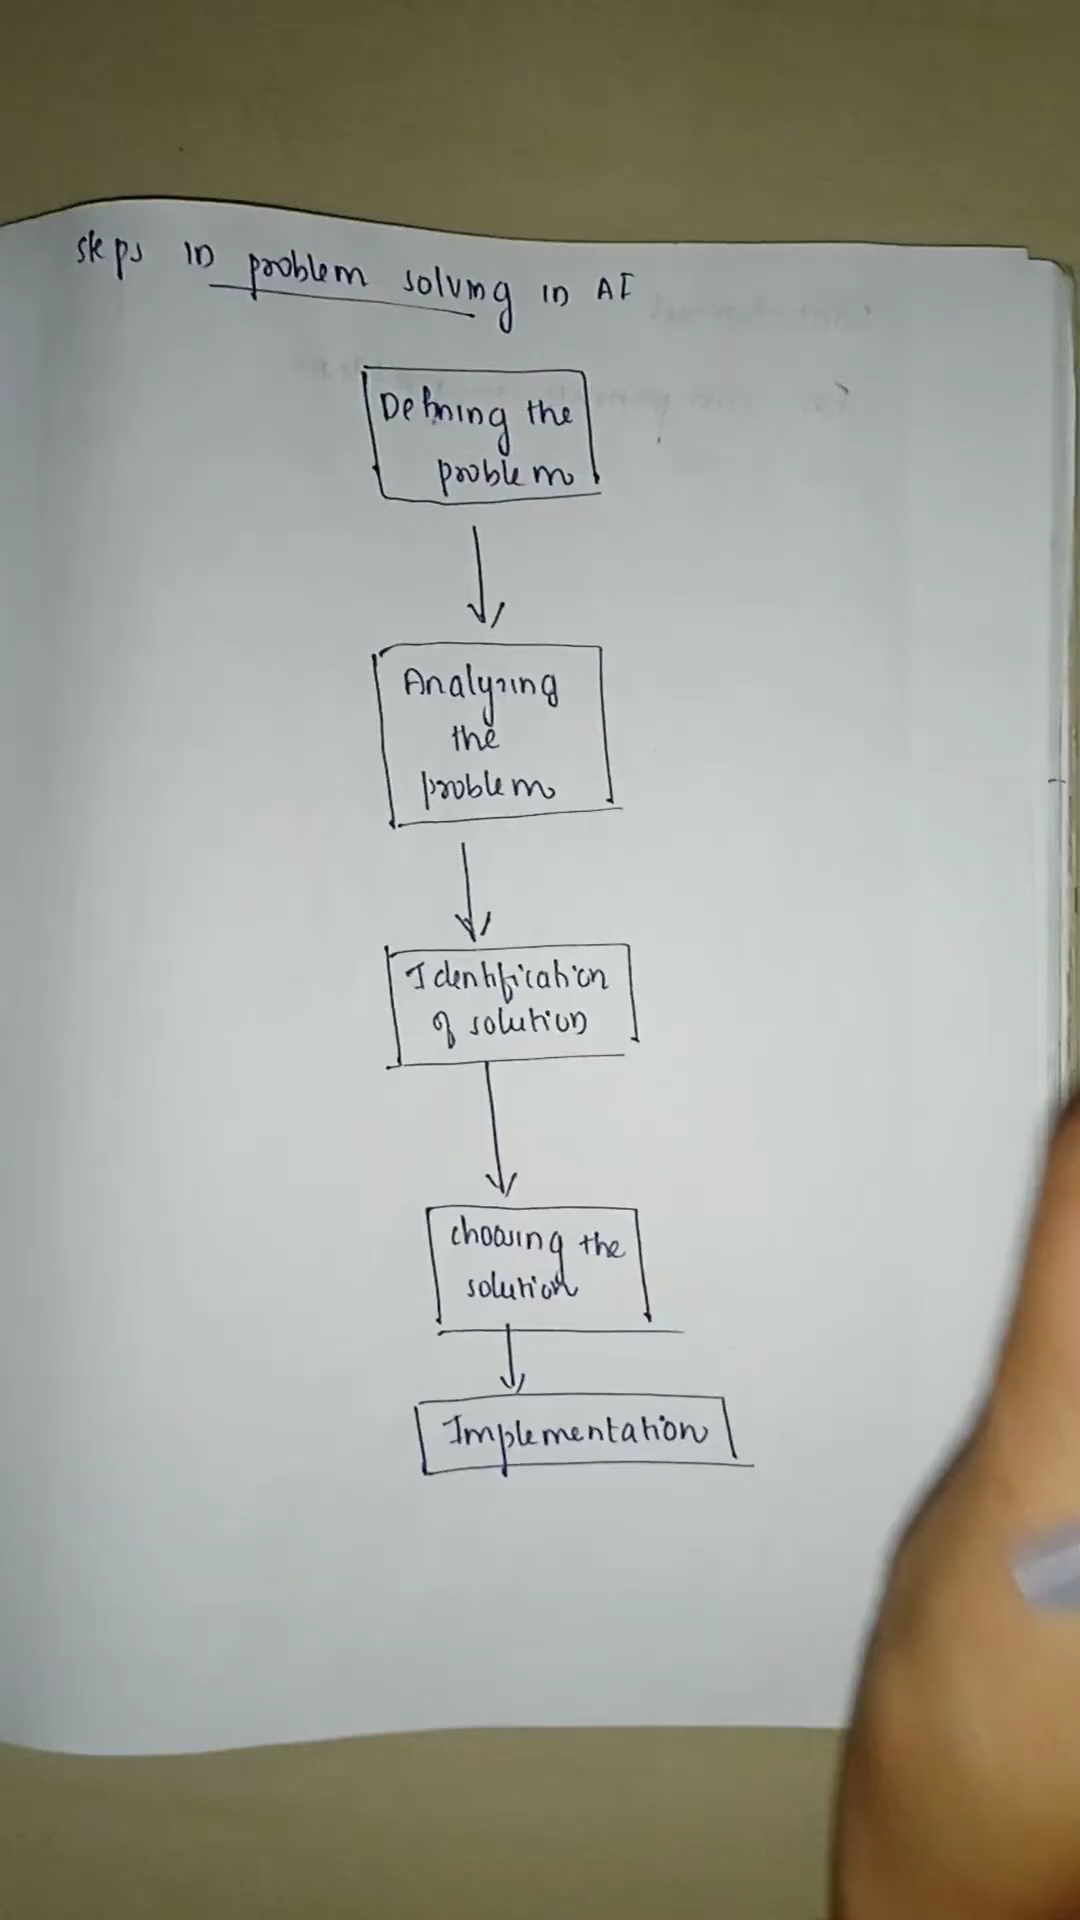 steps in problem solving in AI
Defining the
problem
Analyzing
the
problem
Identification
of solution
choosing the
solution
Implementation